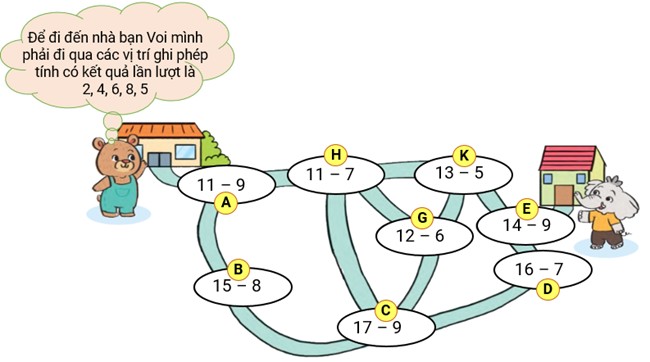 Để đi đến nhà bạn Voi mình
phải đi qua các vị trí ghi phép
tính có kết quả lần lượt là
2, 4, 6, 8, 5
H
11 – 7
K
13 – 5
11 – 9
A
G
12 – 6
E
14 – 9
B
15 – 8
16 – 7
D
C
17 – 9